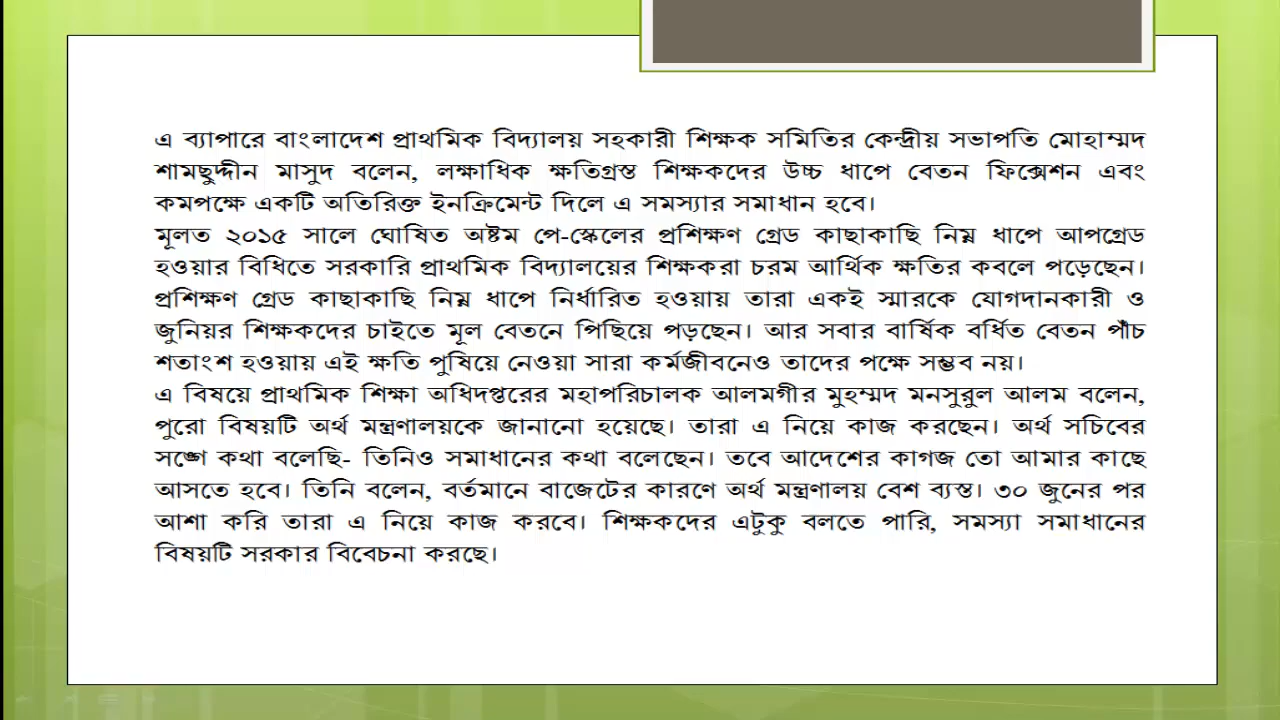 এ ব্যাপারে বাংলাদেশ প্রাথমিক বিদ্যালয় সহকারী শিক্ষক সমিতির কেন্দ্রীয় সভাপতি মোহাম্মদ
শামছুদ্দীন মাসুদ বলেন, লক্ষাধিক ক্ষতিগ্রস্ত শিক্ষকদের উচ্চ ধাপে বেতন ফিক্সেশন এবং
কমপক্ষে একটি অতিরিক্ত ইনক্রিমেন্ট দিলে এ সমস্যার সমাধান হবে।
মূলত ২০১৫ সালে ঘোষিত অষ্টম পে-স্কেলের প্রশিক্ষণ গ্রেড কাছাকাছি নিম্ন ধাপে আপগ্রেড
হওয়ার বিধিতে সরকারি প্রাথমিক বিদ্যালয়ের শিক্ষকরা চরম আর্থিক ক্ষতির কবলে পড়েছেন।
প্রশিক্ষণ গ্রেড কাছাকাছি নিম্ন ধাপে নির্ধারিত হওয়ায় তারা একই স্মারকে যোগদানকারী ও
জুনিয়র শিক্ষকদের চাইতে মূল বেতনে পিছিয়ে পড়ছেন। আর সবার বার্ষিক বর্ধিত বেতন পাঁচ
শতাংশ হওয়ায় এই ক্ষতি পুষিয়ে নেওয়া সারা কর্মজীবনেও তাদের পক্ষে সম্ভব নয়।
এ বিষয়ে প্রাথমিক শিক্ষা অধিদপ্তরের মহাপরিচালক আলমগীর মুহম্মদ মনসুরুল আলম বলেন,
পুরো বিষয়টি অর্থ মন্ত্রণালয়কে জানানো হয়েছে। তারা এ নিয়ে কাজ করছেন। অর্থ সচিবের
সঙ্গে কথা বলেছি- তিনিও সমাধানের কথা বলেছেন। তবে আদেশের কাগজ তো আমার কাছে
আসতে হবে। তিনি বলেন, বর্তমানে বাজেটের কারণে অর্থ মন্ত্রণালয় বেশ ব্যস্ত। ৩০ জুনের পর
আশা করি তারা এ নিয়ে কাজ করবে। শিক্ষকদের এটুকু বলতে পারি, সমস্যা সমাধানের
বিষয়টি সরকার বিবেচনা করছে।